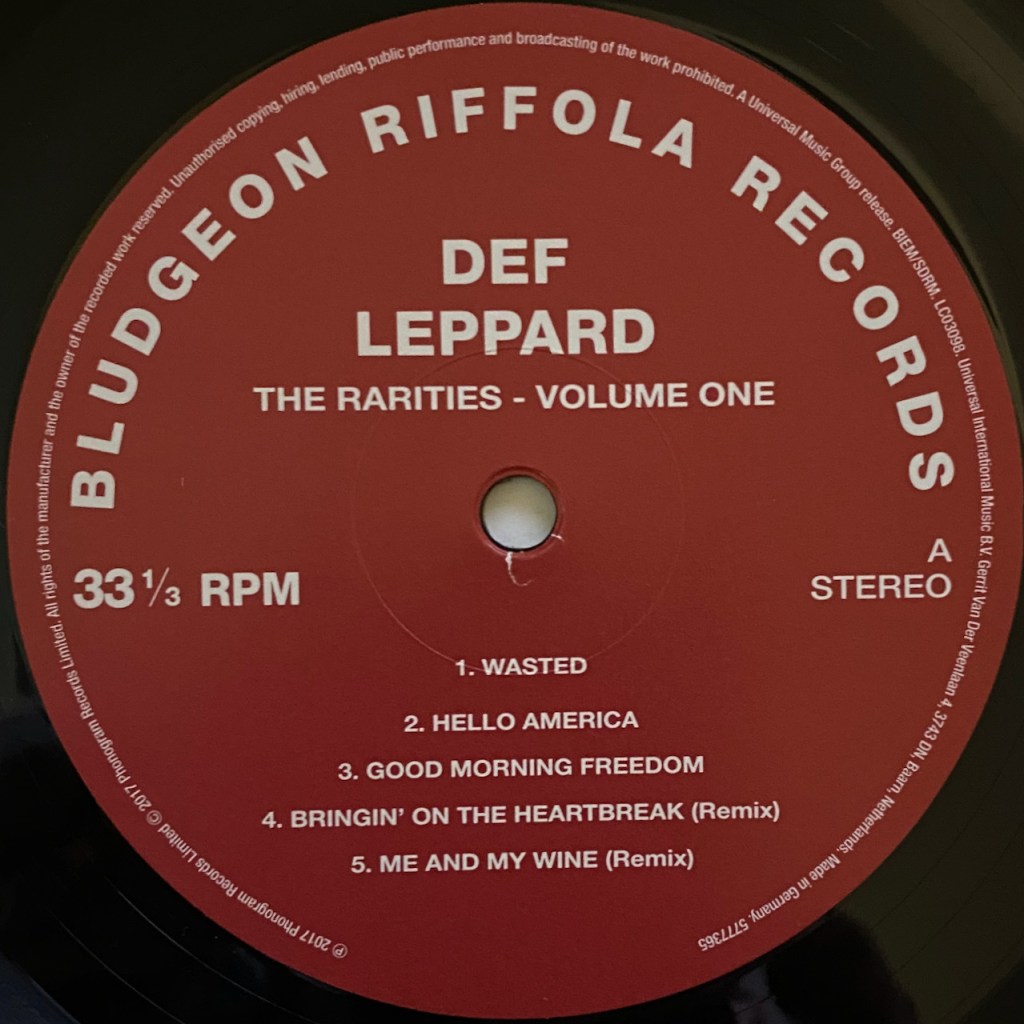 ℗ 2017 Phonogram Records Limited © 2017 Phonogram Records Limited. All rights of the manufacturer and the owner of the recorded work reserved. Unauthorised copying, hiring, lending, public performance and broadcasting of the work prohibited. A Universal Music Group release. BIEM/SDRM. LC03098. Universal International Music B.V. Gerrit Van Der Veenlaan 4, 3743 DN, Baarn, Netherlands. Made in Germany. 5777365
BLUDGEON RIFFOLA RECORDS
DEF
LEPPARD
THE RARITIES - VOLUME ONE
33 1/3 RPM
A
STEREO
1. WASTED
2. HELLO AMERICA
3. GOOD MORNING FREEDOM
4. BRINGIN' ON THE HEARTBREAK (Remix)
5. ME AND MY WINE (Remix)